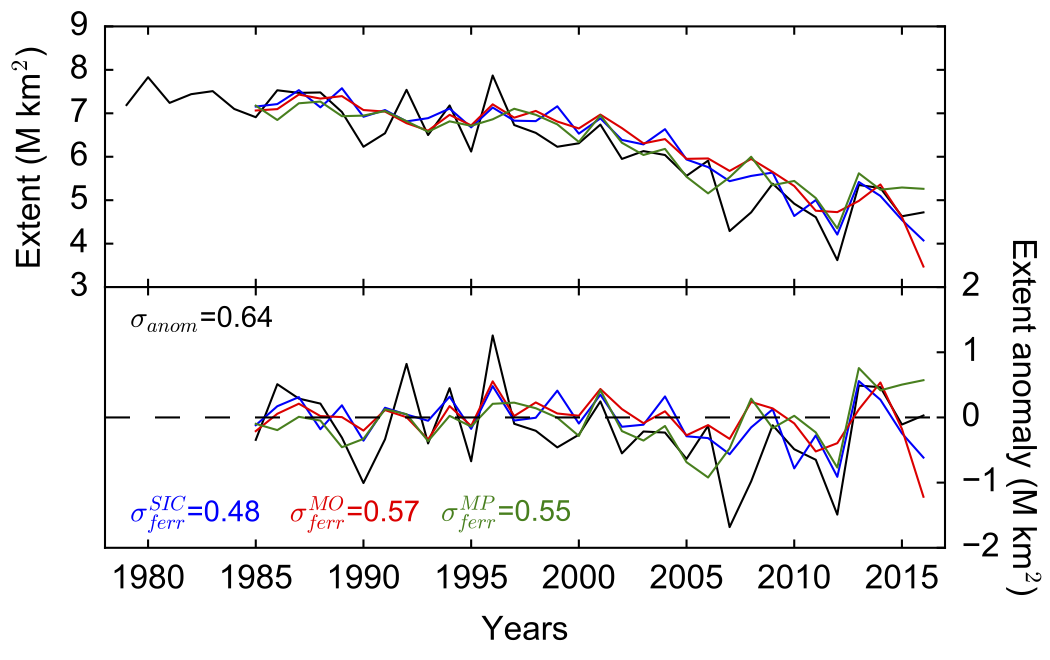 Extent (M km²)
9
8
7
6
5
4
3
2
1
0
−1
−2
Extent anomaly (M km²)
σ_anom=0.64
σ_ferr^SIC=0.48 σ_ferr^MO=0.57 σ_ferr^MP=0.55
1980 1985 1990 1995 2000 2005 2010 2015
Years